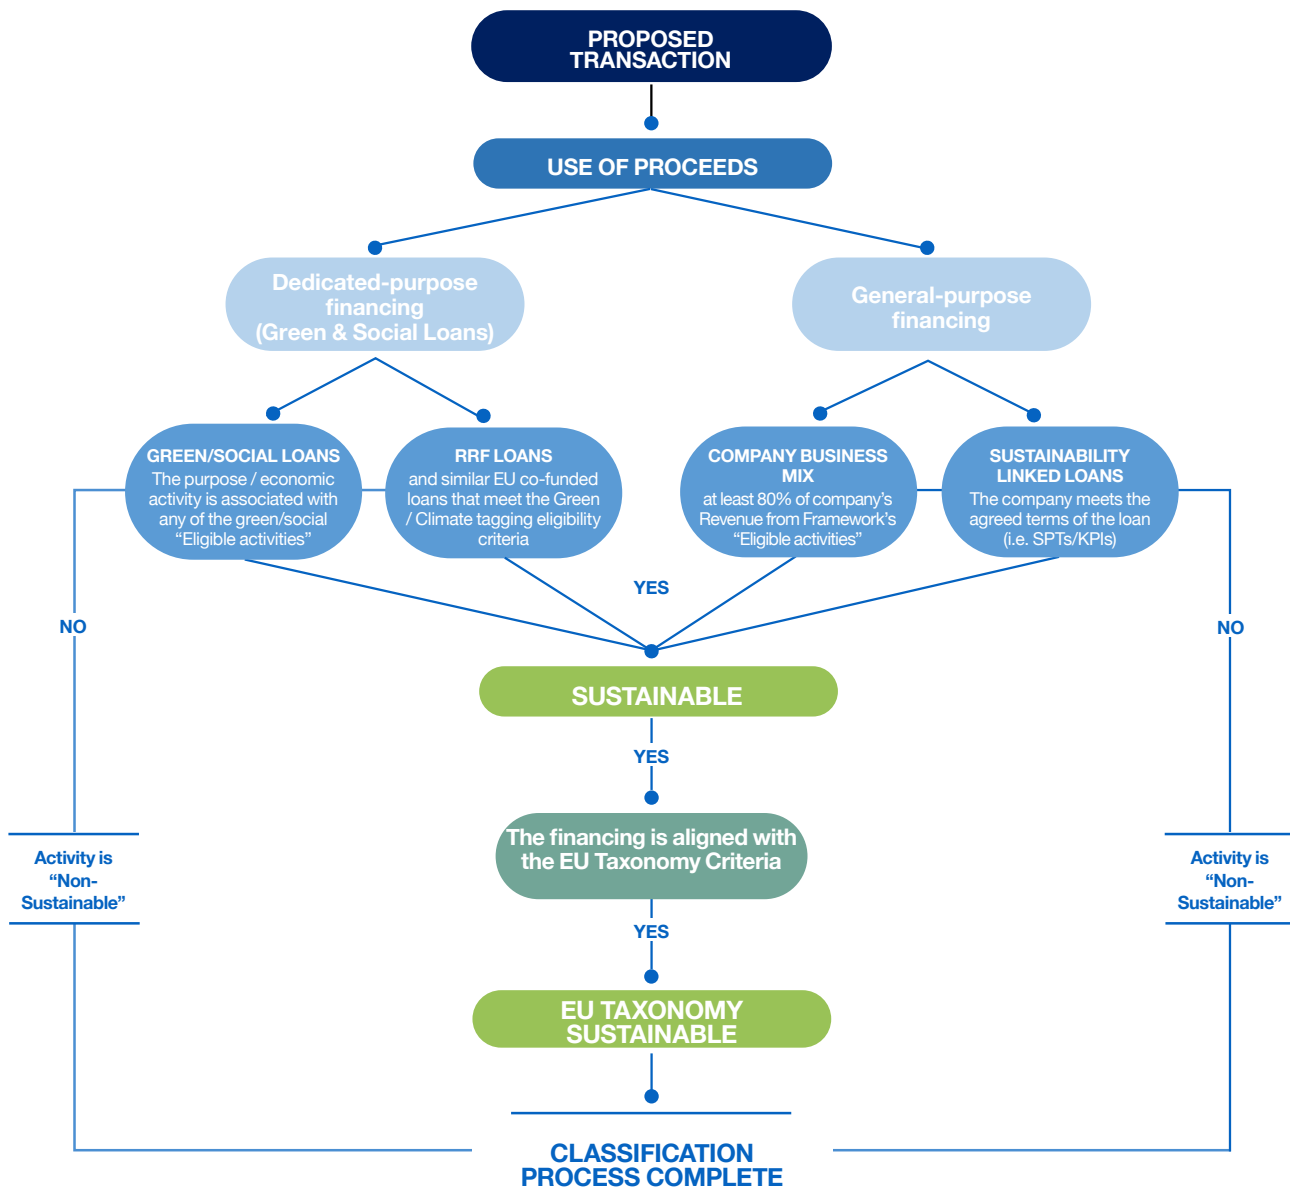 PROPOSED
TRANSACTION
USE OF PROCEEDS
Dedicated-purpose
financing
(Green & Social Loans)
General-purpose
financing
GREEN/SOCIAL LOANS
The purpose / economic
activity is associated with
any of the green/social
“Eligible activities”
RRF LOANS
and similar EU co-funded
loans that meet the Green
/ Climate tagging eligibility
criteria
COMPANY BUSINESS
MIX
at least 80% of company’s
Revenue from Framework’s
“Eligible activities”
SUSTAINABILITY
LINKED LOANS
The company meets the
agreed terms of the loan
(i.e. SPTs/KPIs)
YES
NO
NO
SUSTAINABLE
YES
The financing is aligned with
the EU Taxonomy Criteria
Activity is
“Non-
Sustainable”
Activity is
“Non-
Sustainable”
YES
EU TAXONOMY
SUSTAINABLE
CLASSIFICATION
PROCESS COMPLETE